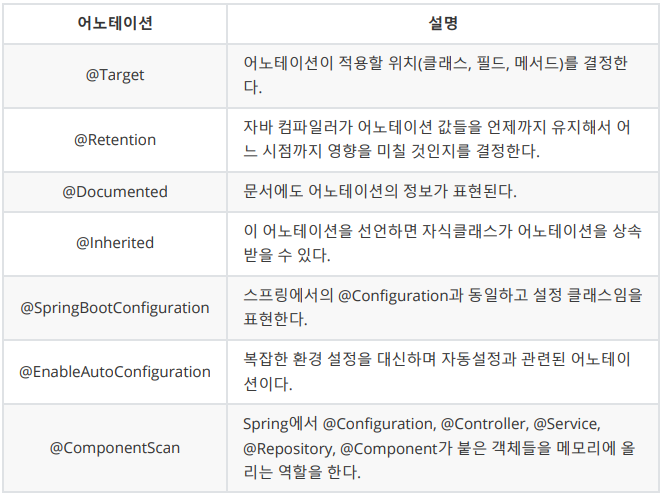 어노테이션 설명
@Target
어노테이션이 적용할 위치(클래스, 필드, 메서드)를 결정한
다.
@Retention
자바 컴파일러가 어노테이션 값들을 언제까지 유지해서 어
느 시점까지 영향을 미칠 것인지를 결정한다.
@Documented
문서에도 어노테이션의 정보가 표현된다.
@Inherited
이 어노테이션을 선언하면 자식클래스가 어노테이션을 상속
받을 수 있다.
@SpringBootConfiguration
스프링에서의 @Configuration과 동일하고 설정 클래스임을
표현한다.
@EnableAutoConfiguration
복잡한 환경 설정을 대신하며 자동설정과 관련된 어노테이
션이다.
@ComponentScan
Spring에서 @Configuration, @Controller, @Service,
@Repository, @Component가 붙은 객체들을 메모리에 올
리는 역할을 한다.